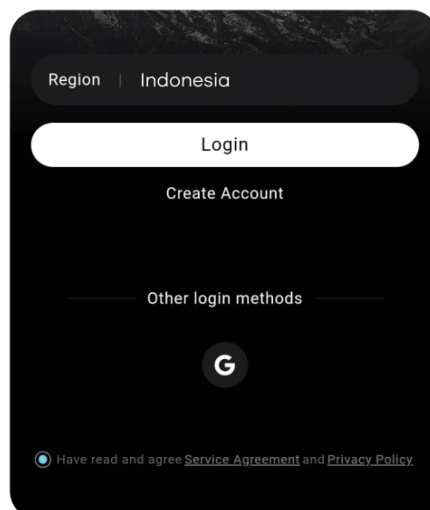 Region | Indonesia
Login
Create Account
Other login methods
G
Have read and agree Service Agreement and Privacy Policy